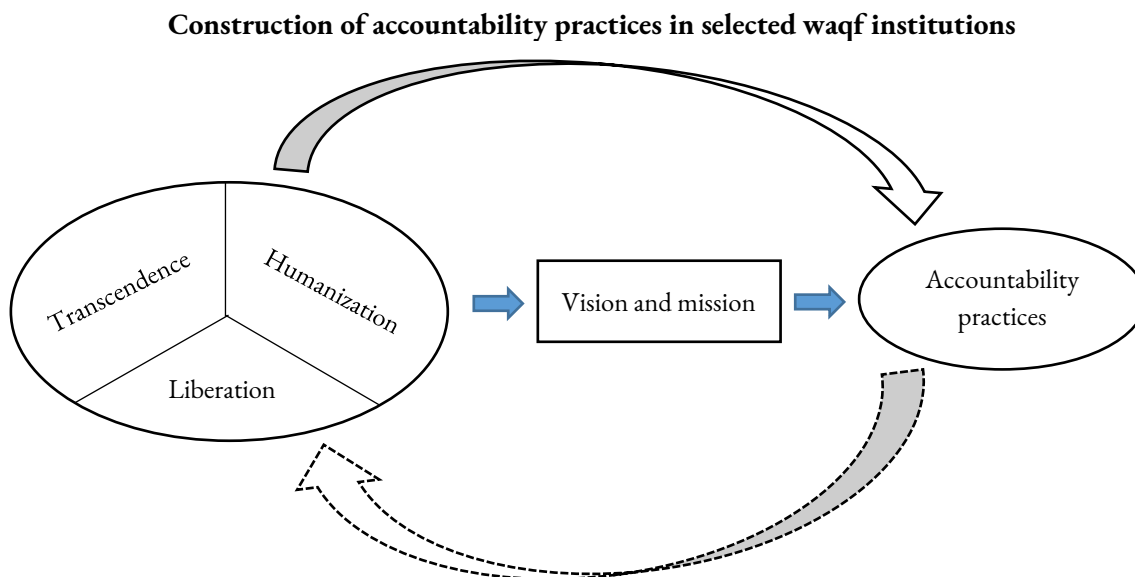 Construction of accountability practices in selected waqf institutions
Transcendence
Humanization
Liberation
Vision and mission
Accountability
practices